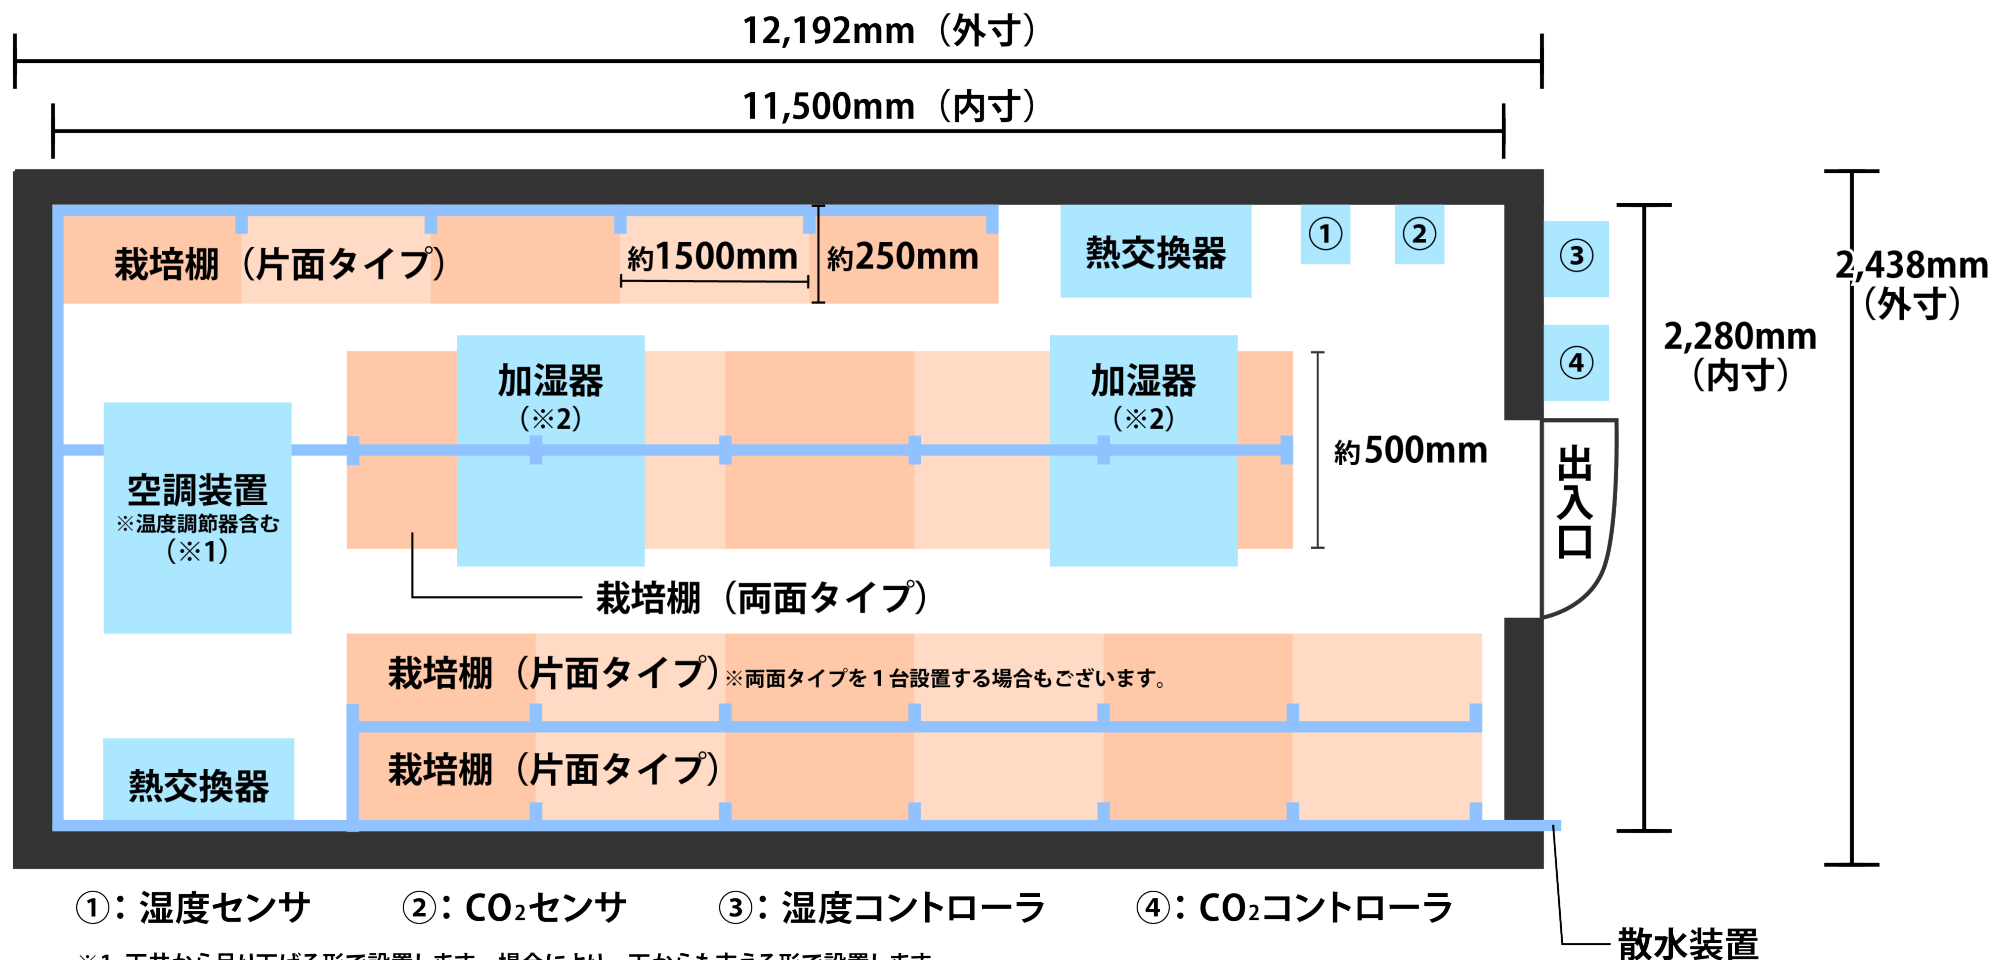 12,192mm（外寸）
11,500mm（内寸）
栽培棚（片面タイプ）
約1500mm
約250mm
熱交換器
①
②
③
④
2,438mm
（外寸）
2,280mm
（内寸）
加湿器
（※2）
加湿器
（※2）
約500mm
出入口
空調装置
※温度調節器含む
（※1）
栽培棚（両面タイプ）
栽培棚（片面タイプ）※両面タイプを1台設置する場合もございます。
栽培棚（片面タイプ）
熱交換器
①：湿度センサ ②：CO₂センサ ③：湿度コントローラ ④：CO₂コントローラ
散水装置